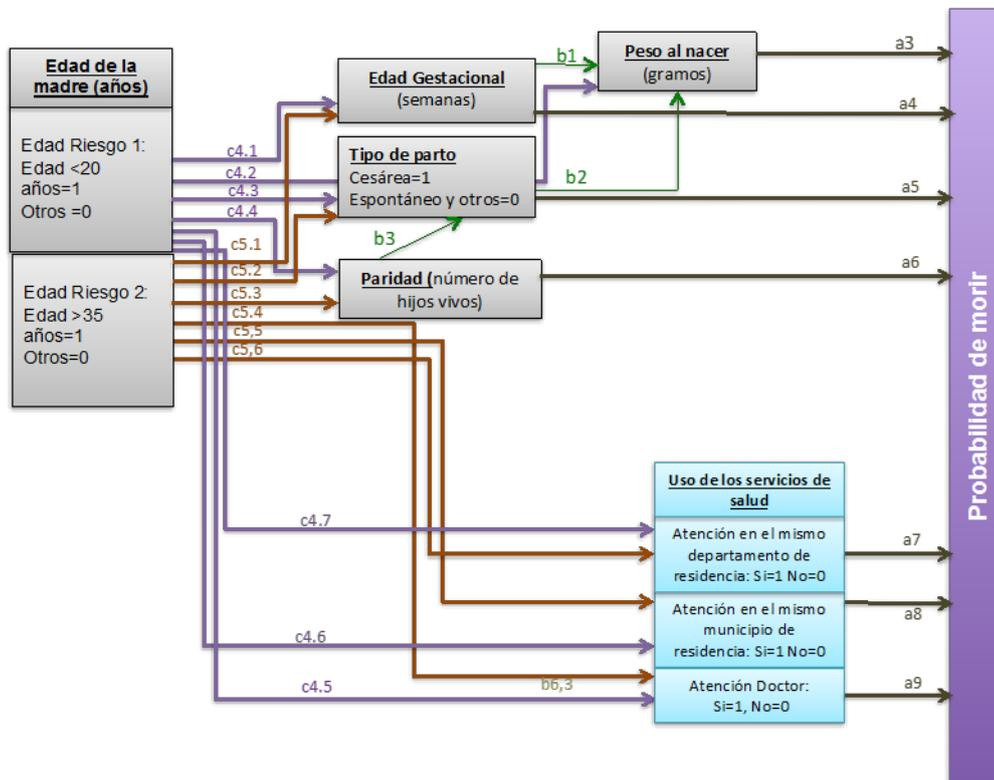 Edad de la
madre (años)
Edad Riesgo 1:
Edad <20
años=1
Otros =0
Edad Riesgo 2:
Edad >35
años=1
Otros=0
c4.1
c4.2
c4.3
c4.4
c5.1
c5.2
c5.3
c5.4
c5,5
c5,6
Edad Gestacional
(semanas)
b1
Peso al nacer
(gramos)
Tipo de parto
Cesárea=1
Espontáneo y otros=0
b2
b3
Paridad (número de
hijos vivos)
a3
a4
a5
a6
Uso de los servicios de
salud
Atención en el mismo
departamento de
residencia: Si=1 No=0
Atención en el mismo
municipio de
residencia: Si=1 No=0
Atención Doctor:
Si=1, No=0
c4.7
c4.6
c4.5
b6,3
a7
a8
a9
Probabilidad de morir